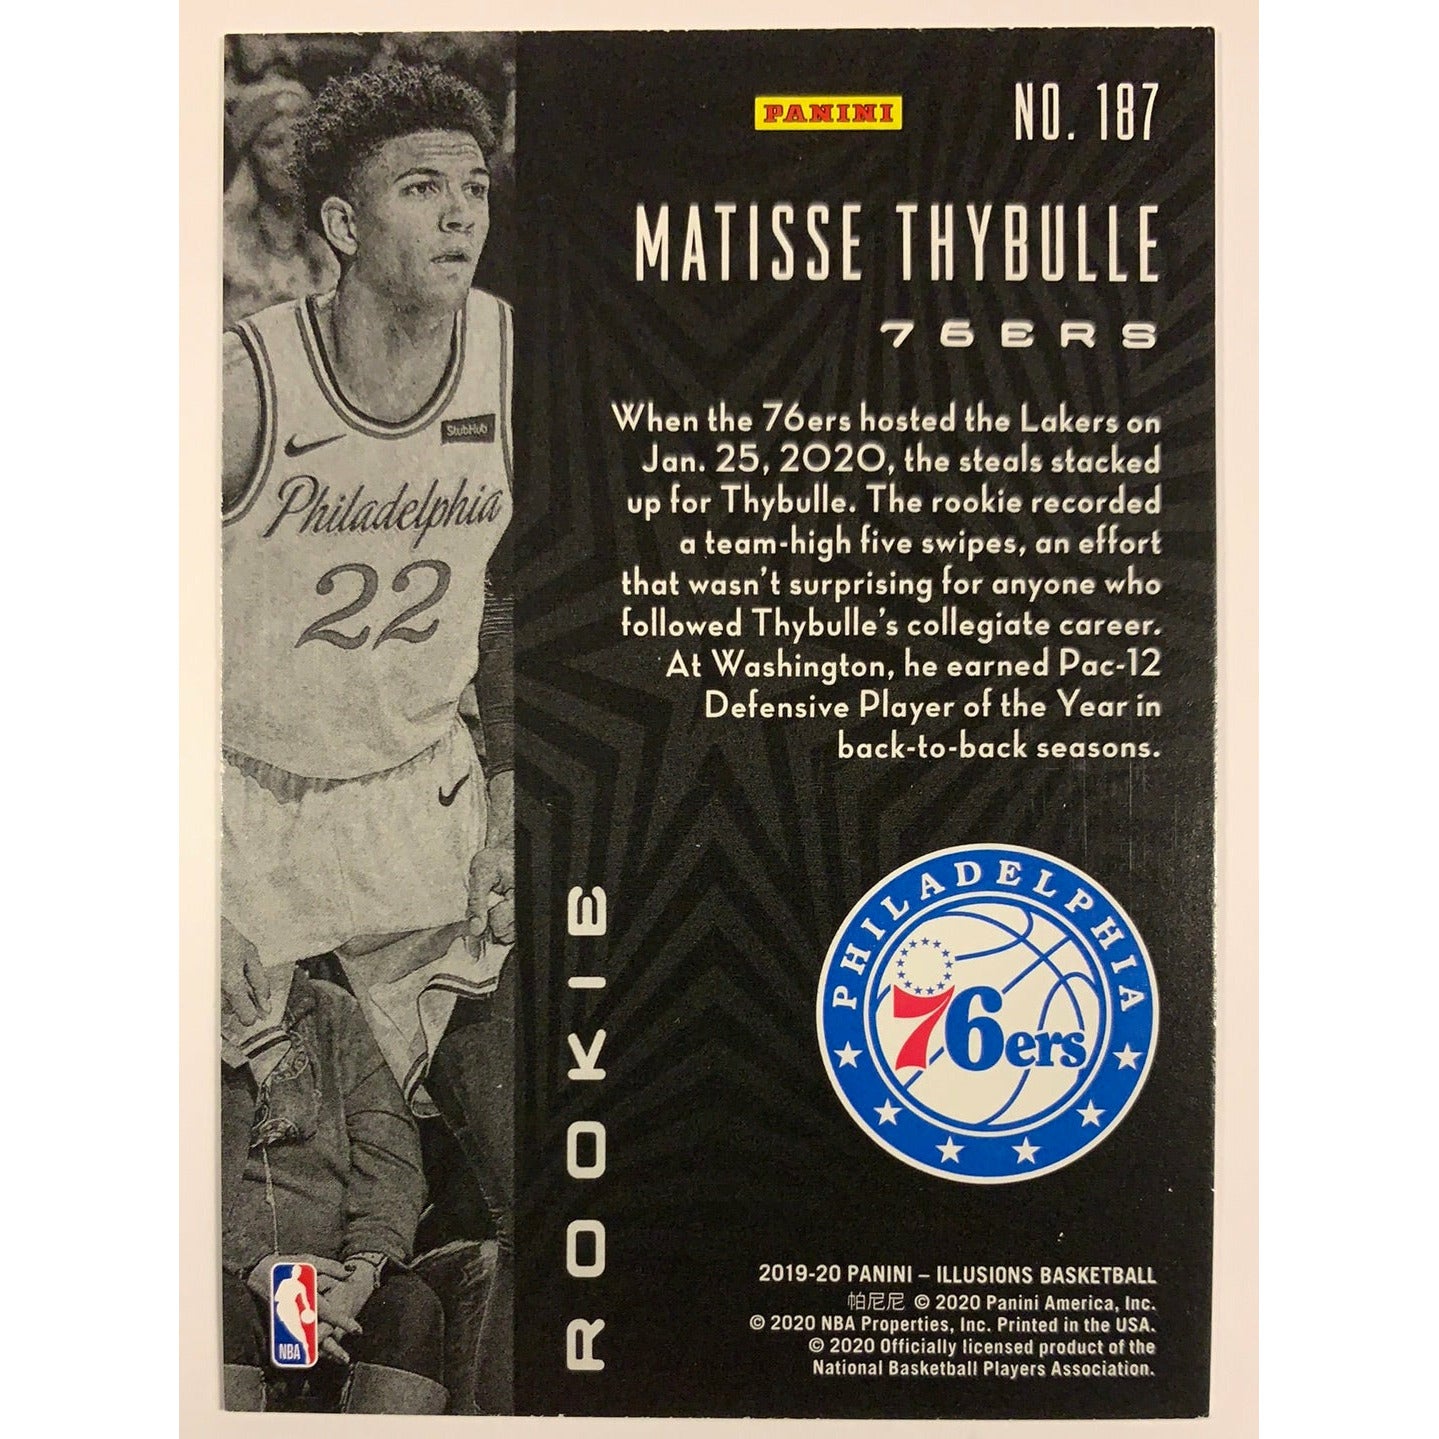 PANINI
NO. 187
MATISSE THYBULLE
76ERS
When the 76ers hosted the Lakers on
Jan. 25, 2020, the steals stacked
up for Thybulle. The rookie recorded
a team-high five swipes, an effort
that wasn't surprising for anyone who
followed Thybulle's collegiate career.
At Washington, he earned Pac-12
Defensive Player of the Year in
back-to-back seasons.
StubHub
Philadelphia
22
ROOKIE
PHILADELPHIA
76ers
NBA
2019-20 PANINI – ILLUSIONS BASKETBALL
帕尼尼 © 2020 Panini America, Inc.
© 2020 NBA Properties, Inc. Printed in the USA.
© 2020 Officially licensed product of the
National Basketball Players Association.